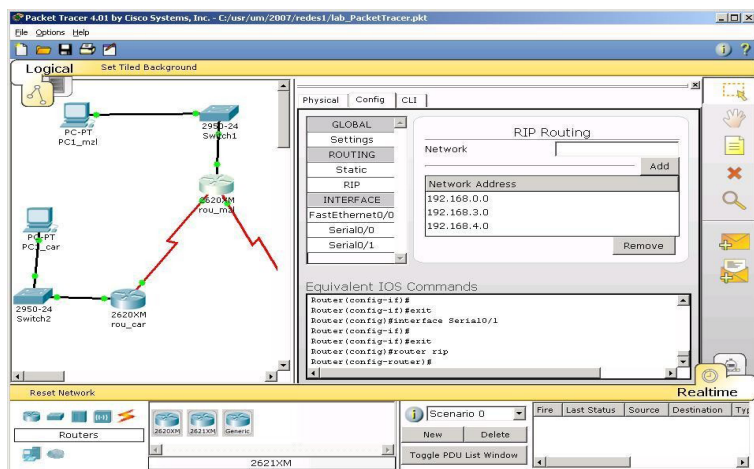 Packet Tracer 4.01 by Cisco Systems, Inc. - C:/usr/um/2007/redes1/lab_PacketTracer.pkt
File Options Help
Logical
Set Tiled Background
PC-PT
PC1_mzl
2950-24
Switch1
2620XM
rou_mzl
PC-PT
PC1_car
2950-24
Switch2
2620XM
rou_car
Physical Config CLI
GLOBAL
Settings
ROUTING
Static
RIP
INTERFACE
FastEthernet0/0
Serial0/0
Serial0/1
RIP Routing
Network
Add
Network Address
192.168.0.0
192.168.3.0
192.168.4.0
Remove
Equivalent IOS Commands
Router(config-if)#
Router(config-if)#exit
Router(config)#interface Serial0/1
Router(config-if)#
Router(config-if)#exit
Router(config)#router rip
Router(config-router)#
Reset Network
Realtime
Routers
2620XM 2621XM Generic
2621XM
Scenario 0
New Delete
Toggle PDU List Window
Fire Last Status Source Destination